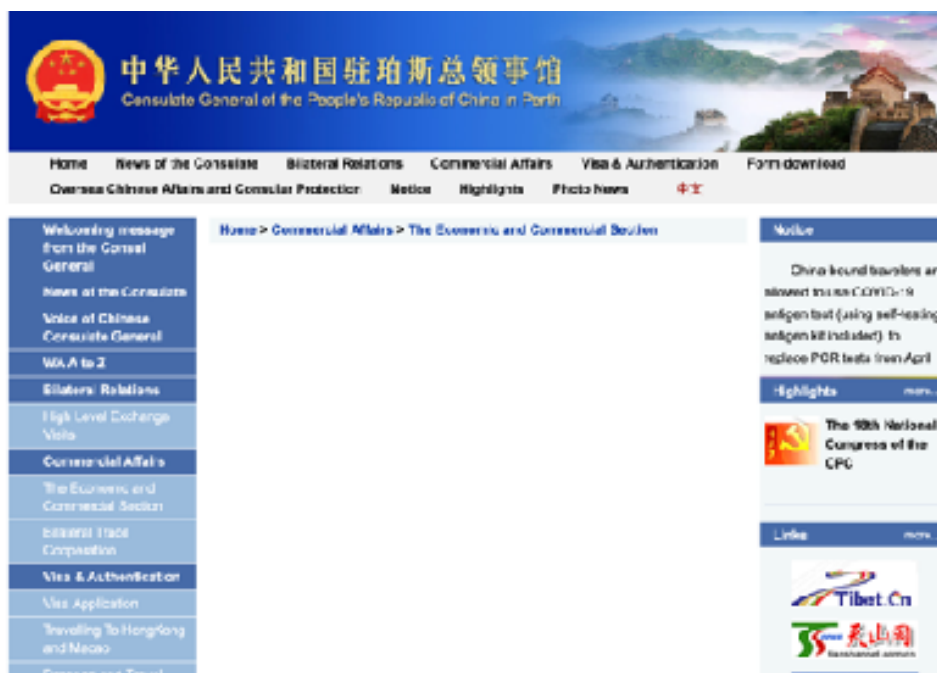 中华人民共和国驻珀斯总领事馆
Consulate General of the People's Republic of China in Perth
Home News of the Consulate Bilateral Relations Commercial Affairs Visa & Authentication Form download
Oversea Chinese Affairs and Consular Protection Notice Highlights Photo News 中文
Welcoming message
from the Consul
General
News of the Consulate
Voice of Chinese
Consulate General
WA A to Z
Bilateral Relations
High Level Exchange
Visits
Commercial Affairs
The Economic and
Commercial Section
Bilateral Trade
Cooperation
Visa & Authentication
Visa Application
Travelling To HongKong
and Macao
Home > Commercial Affairs > The Economic and Commercial Section
Notice
China-bound travelers are
allowed to use COVID-19
antigen test (using self-testing
antigen kit included) to
replace PCR tests from April
Highlights more...
The 18th National
Congress of the
CPC
Links more...
Tibet.Cn
天山网